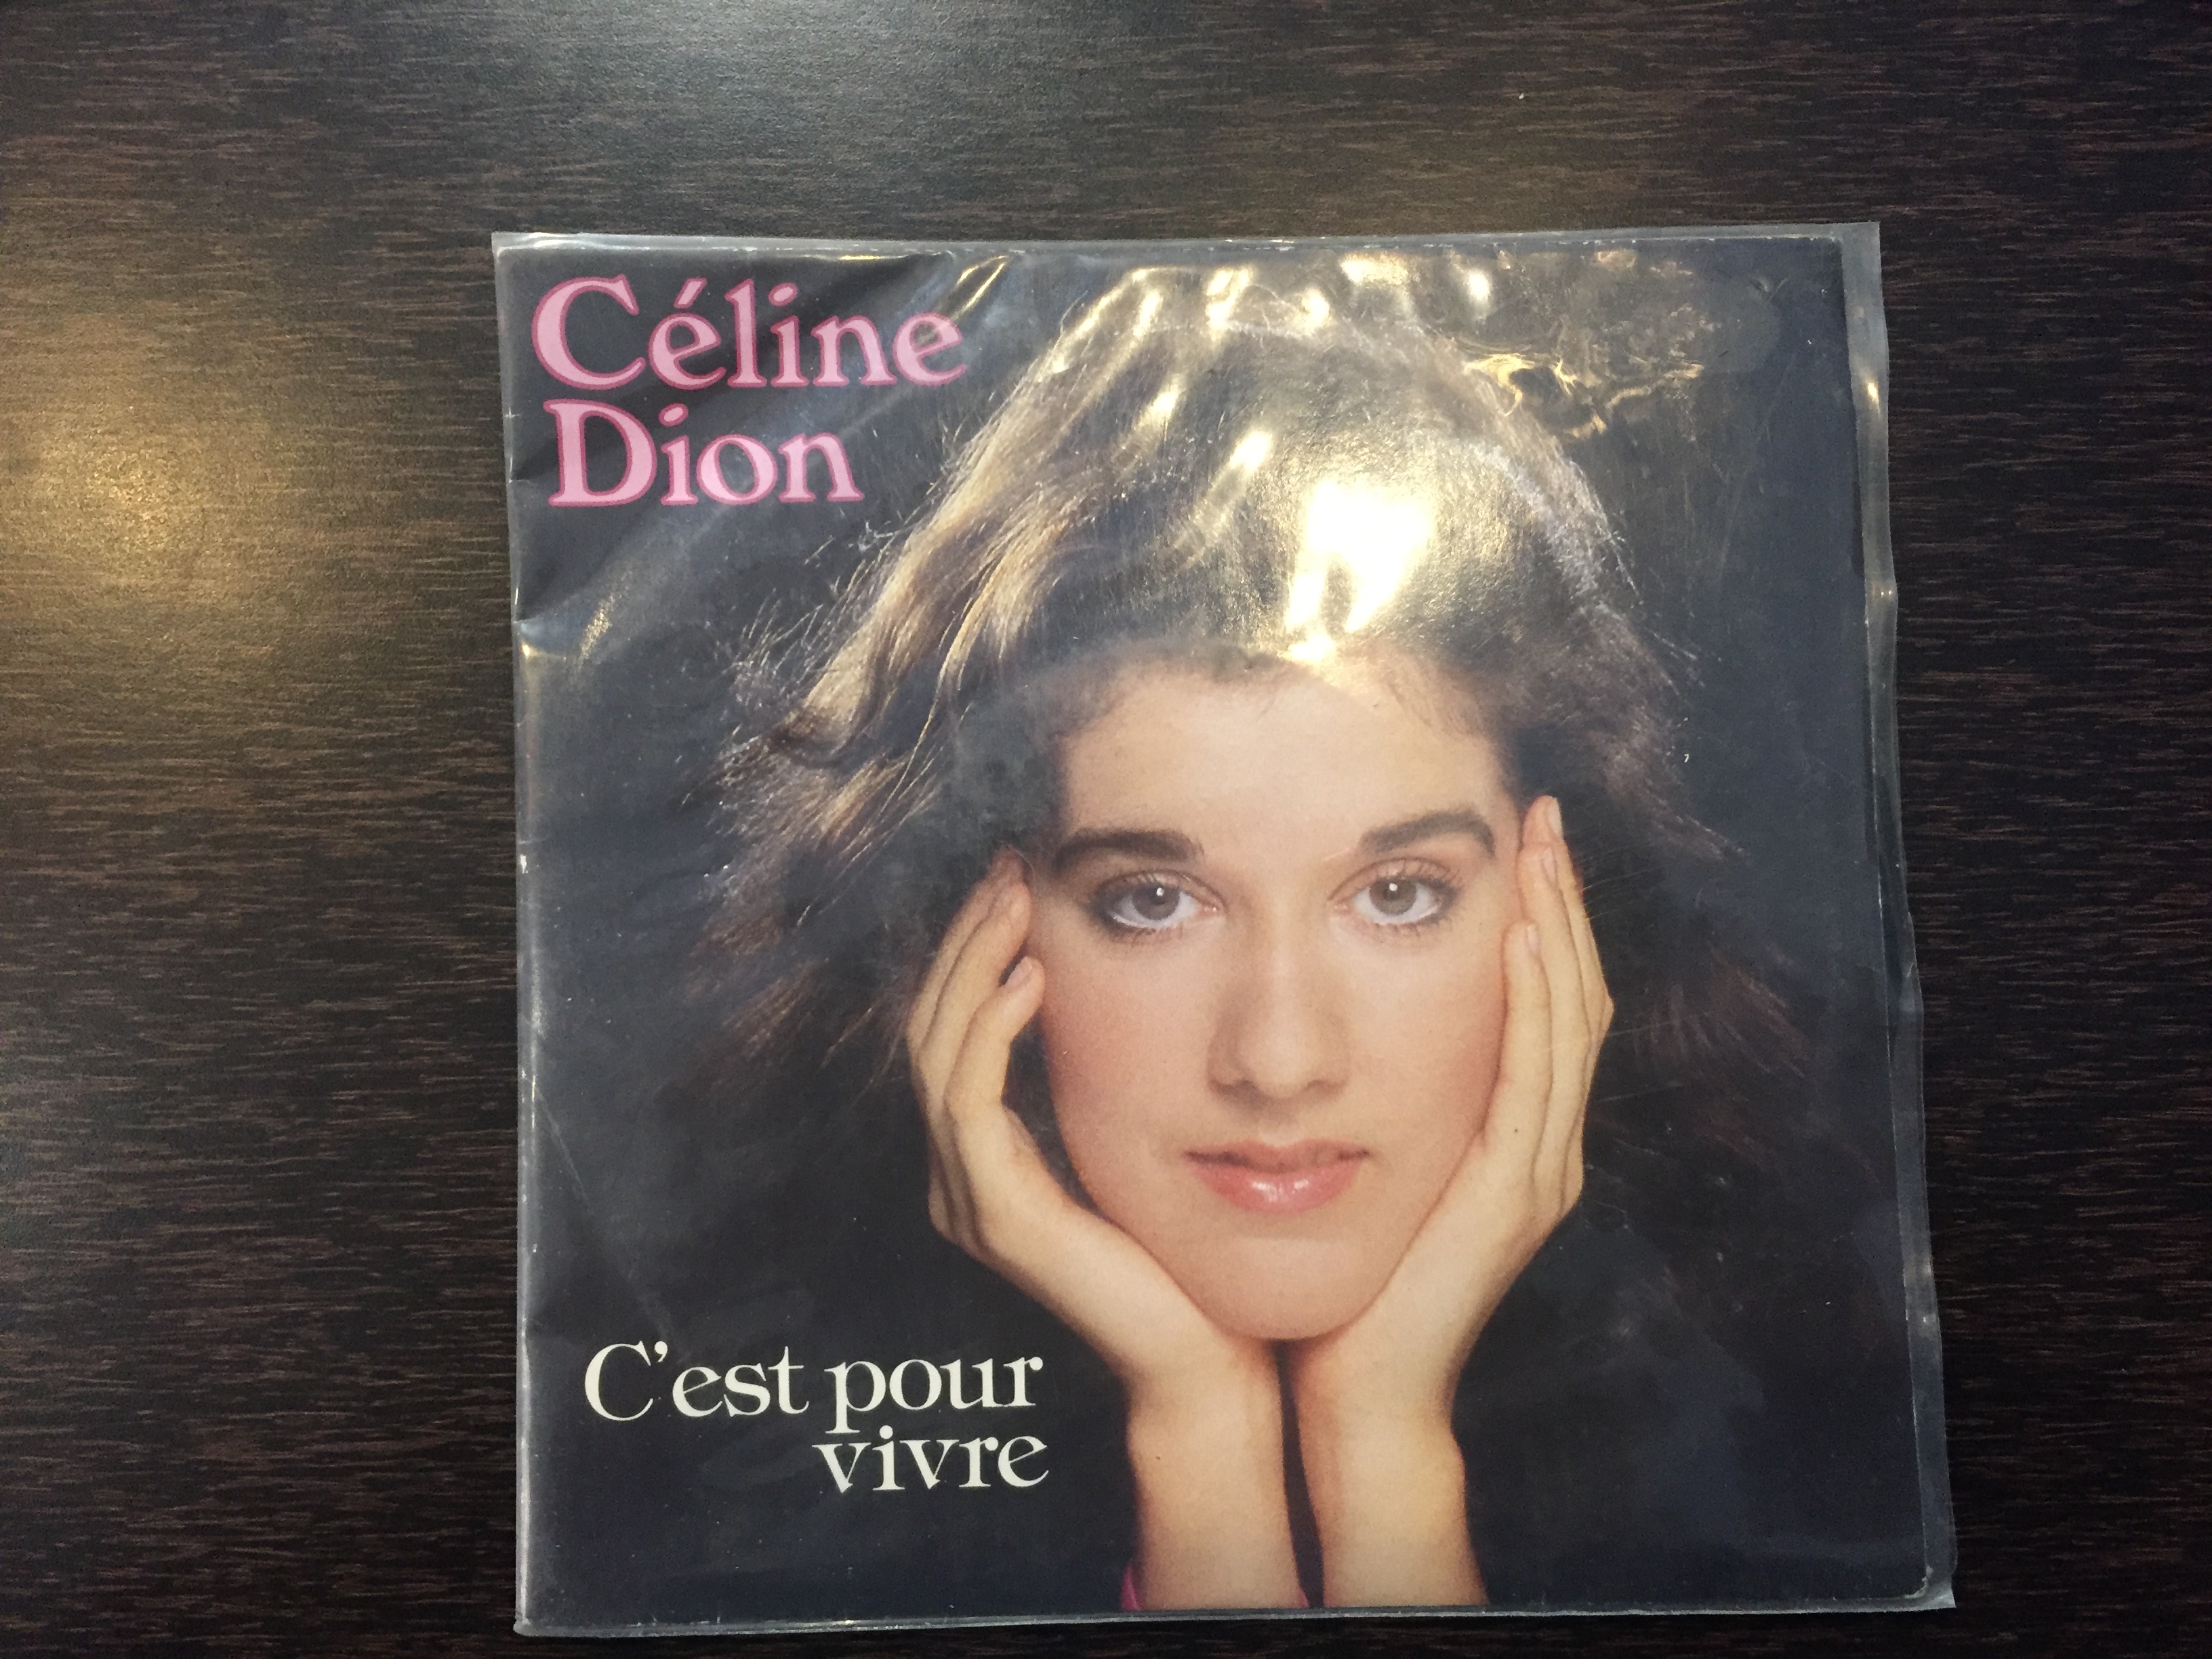 Céline
Dion
C'est pour
vivre